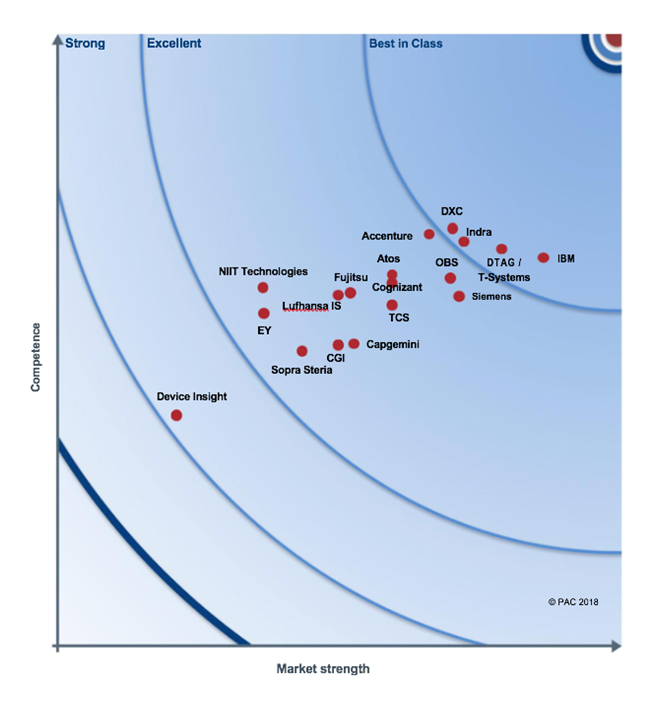 Strong
Excellent
Best in Class
DXC
Accenture
Indra
Atos
OBS
DTAG /
T-Systems
IBM
NIIT Technologies
Fujitsu
Cognizant
Siemens
Lufhansa IS
TCS
EY
CGI
Capgemini
Sopra Steria
Device Insight
Competence
© PAC 2018
Market strength